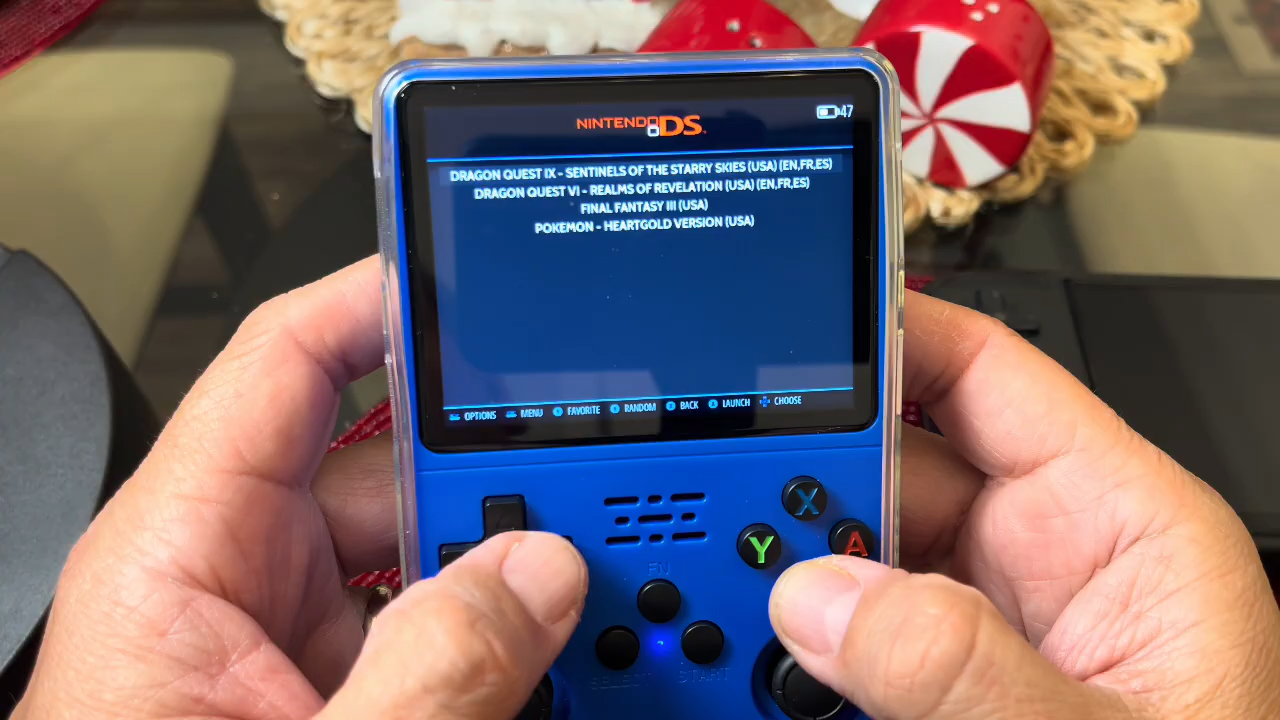 NINTENDO DS
47
DRAGON QUEST IX - SENTINELS OF THE STARRY SKIES (USA) (EN,FR,ES)
DRAGON QUEST VI - REALMS OF REVELATION (USA) (EN,FR,ES)
FINAL FANTASY III (USA)
POKEMON - HEARTGOLD VERSION (USA)
OPTIONS MENU FAVORITE RANDOM BACK LAUNCH CHOOSE
X
Y A
FN
SELECT START